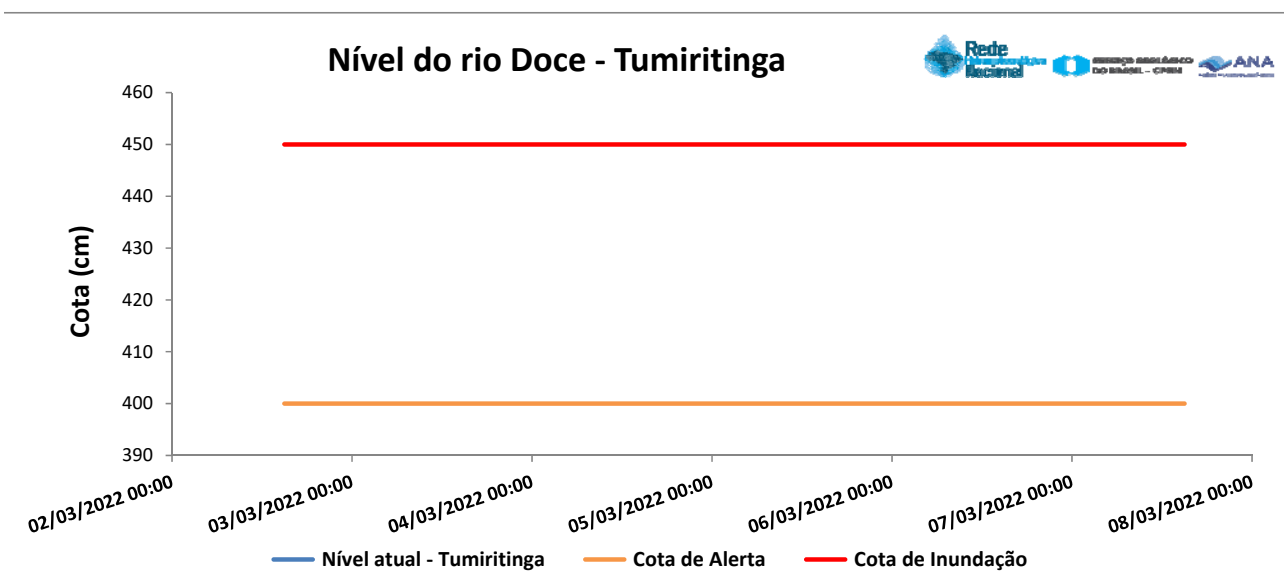 Nível do rio Doce - Tumiritinga
Rede
Nacional
DO BRASIL - CPRM
ANA
460
450
440
430
420
410
400
390
Cota (cm)
02/03/2022 00:00
03/03/2022 00:00
04/03/2022 00:00
05/03/2022 00:00
06/03/2022 00:00
07/03/2022 00:00
08/03/2022 00:00
Nível atual - Tumiritinga
Cota de Alerta
Cota de Inundação